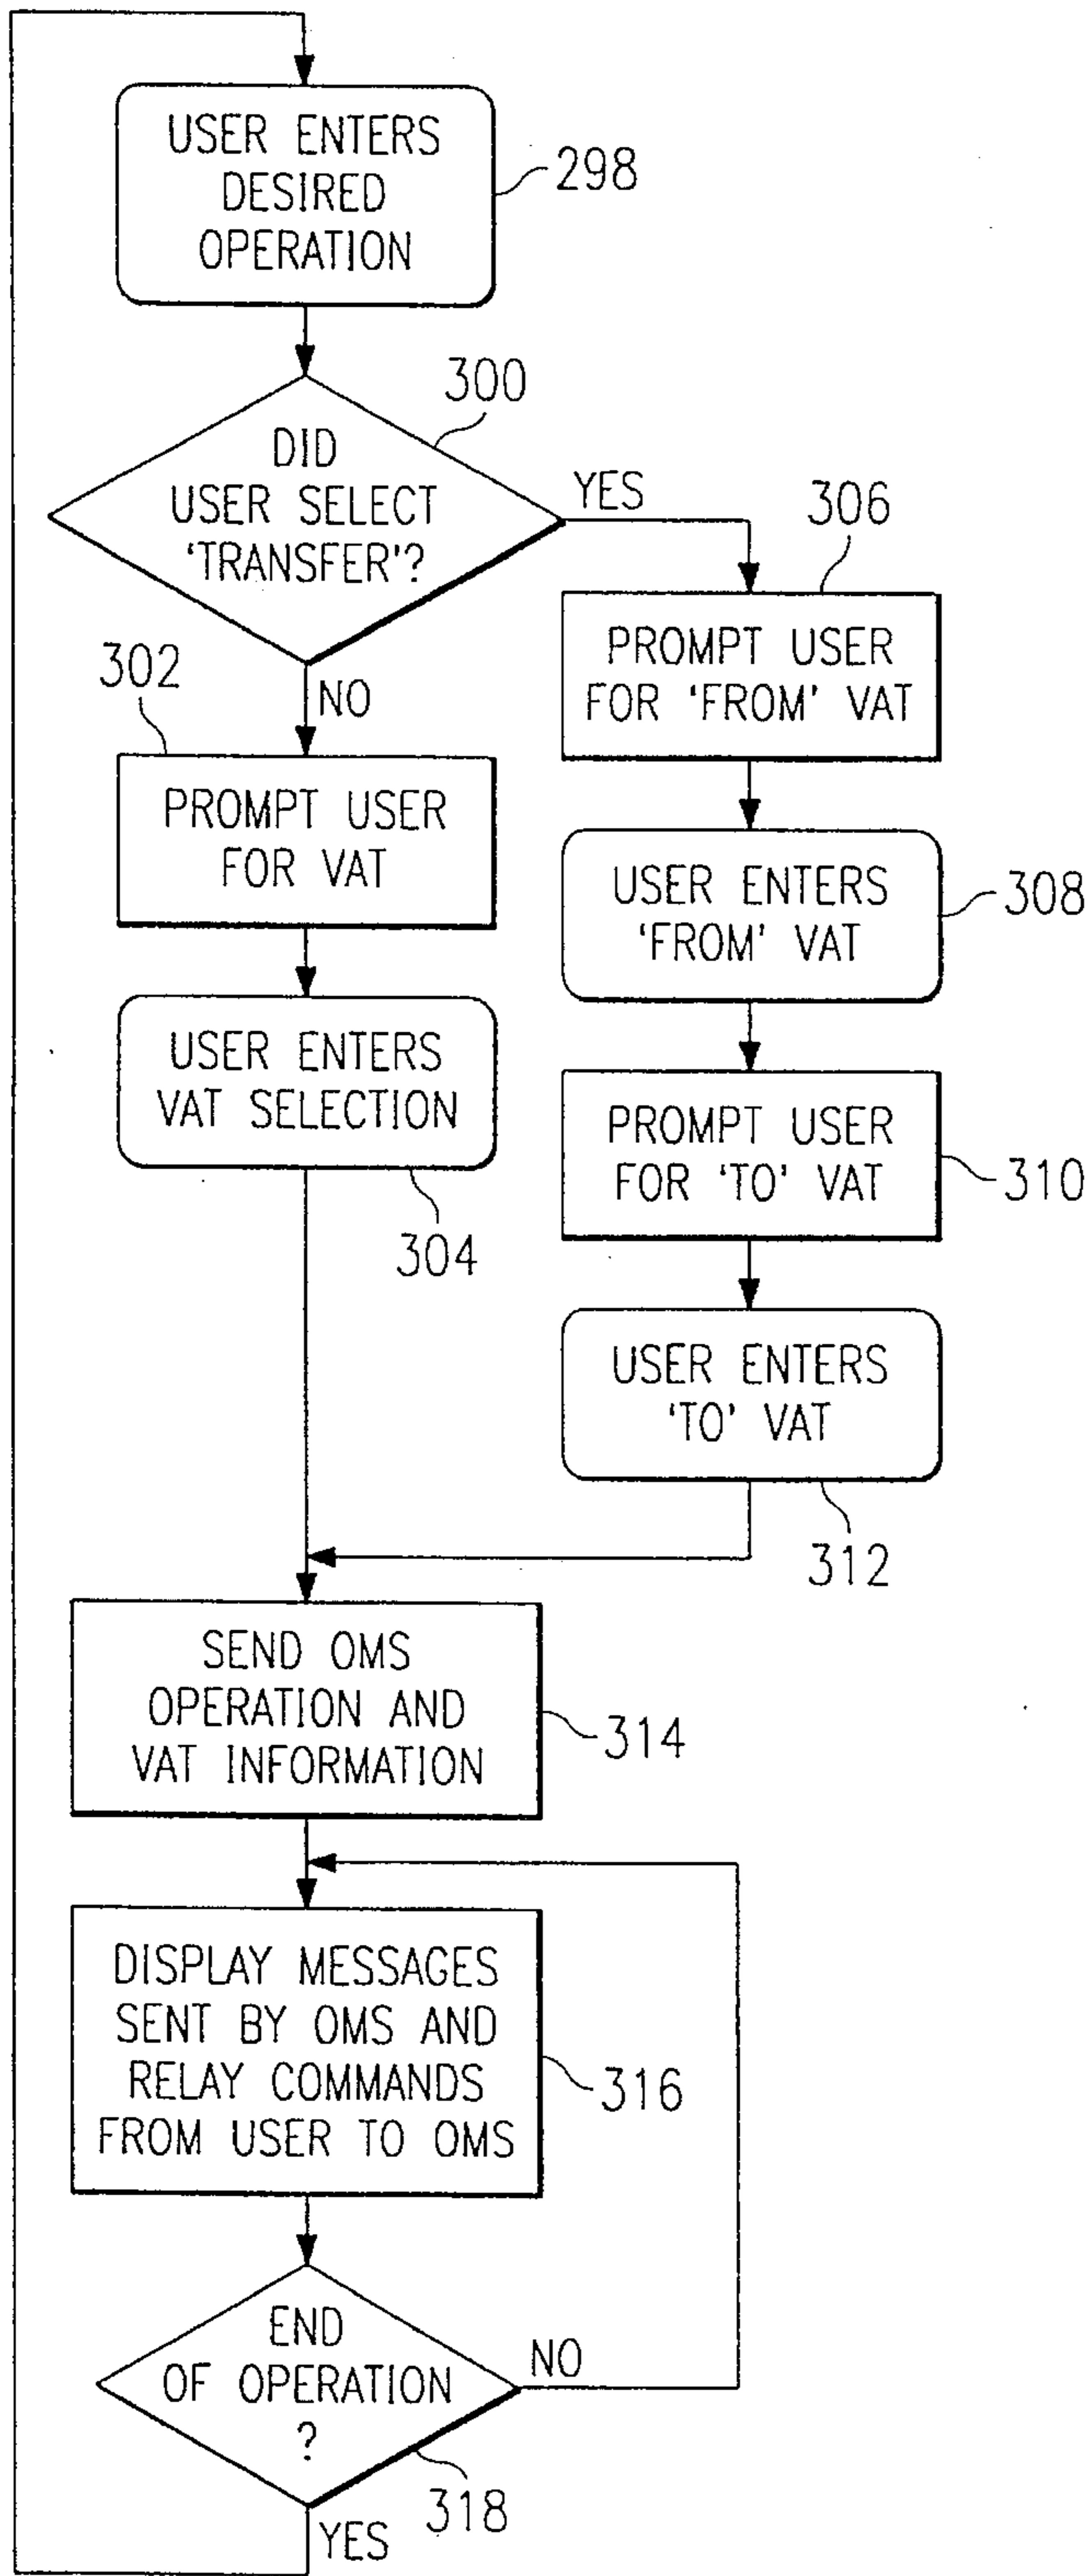 USER ENTERS
DESIRED
OPERATION
298
300
DID
USER SELECT
'TRANSFER'?
YES
NO
306
PROMPT USER
FOR 'FROM' VAT
302
PROMPT USER
FOR VAT
USER ENTERS
'FROM' VAT
308
USER ENTERS
VAT SELECTION
304
PROMPT USER
FOR 'TO' VAT
310
USER ENTERS
'TO' VAT
312
SEND OMS
OPERATION AND
VAT INFORMATION
314
DISPLAY MESSAGES
SENT BY OMS AND
RELAY COMMANDS
FROM USER TO OMS
316
END
OF OPERATION
?
NO
318
YES